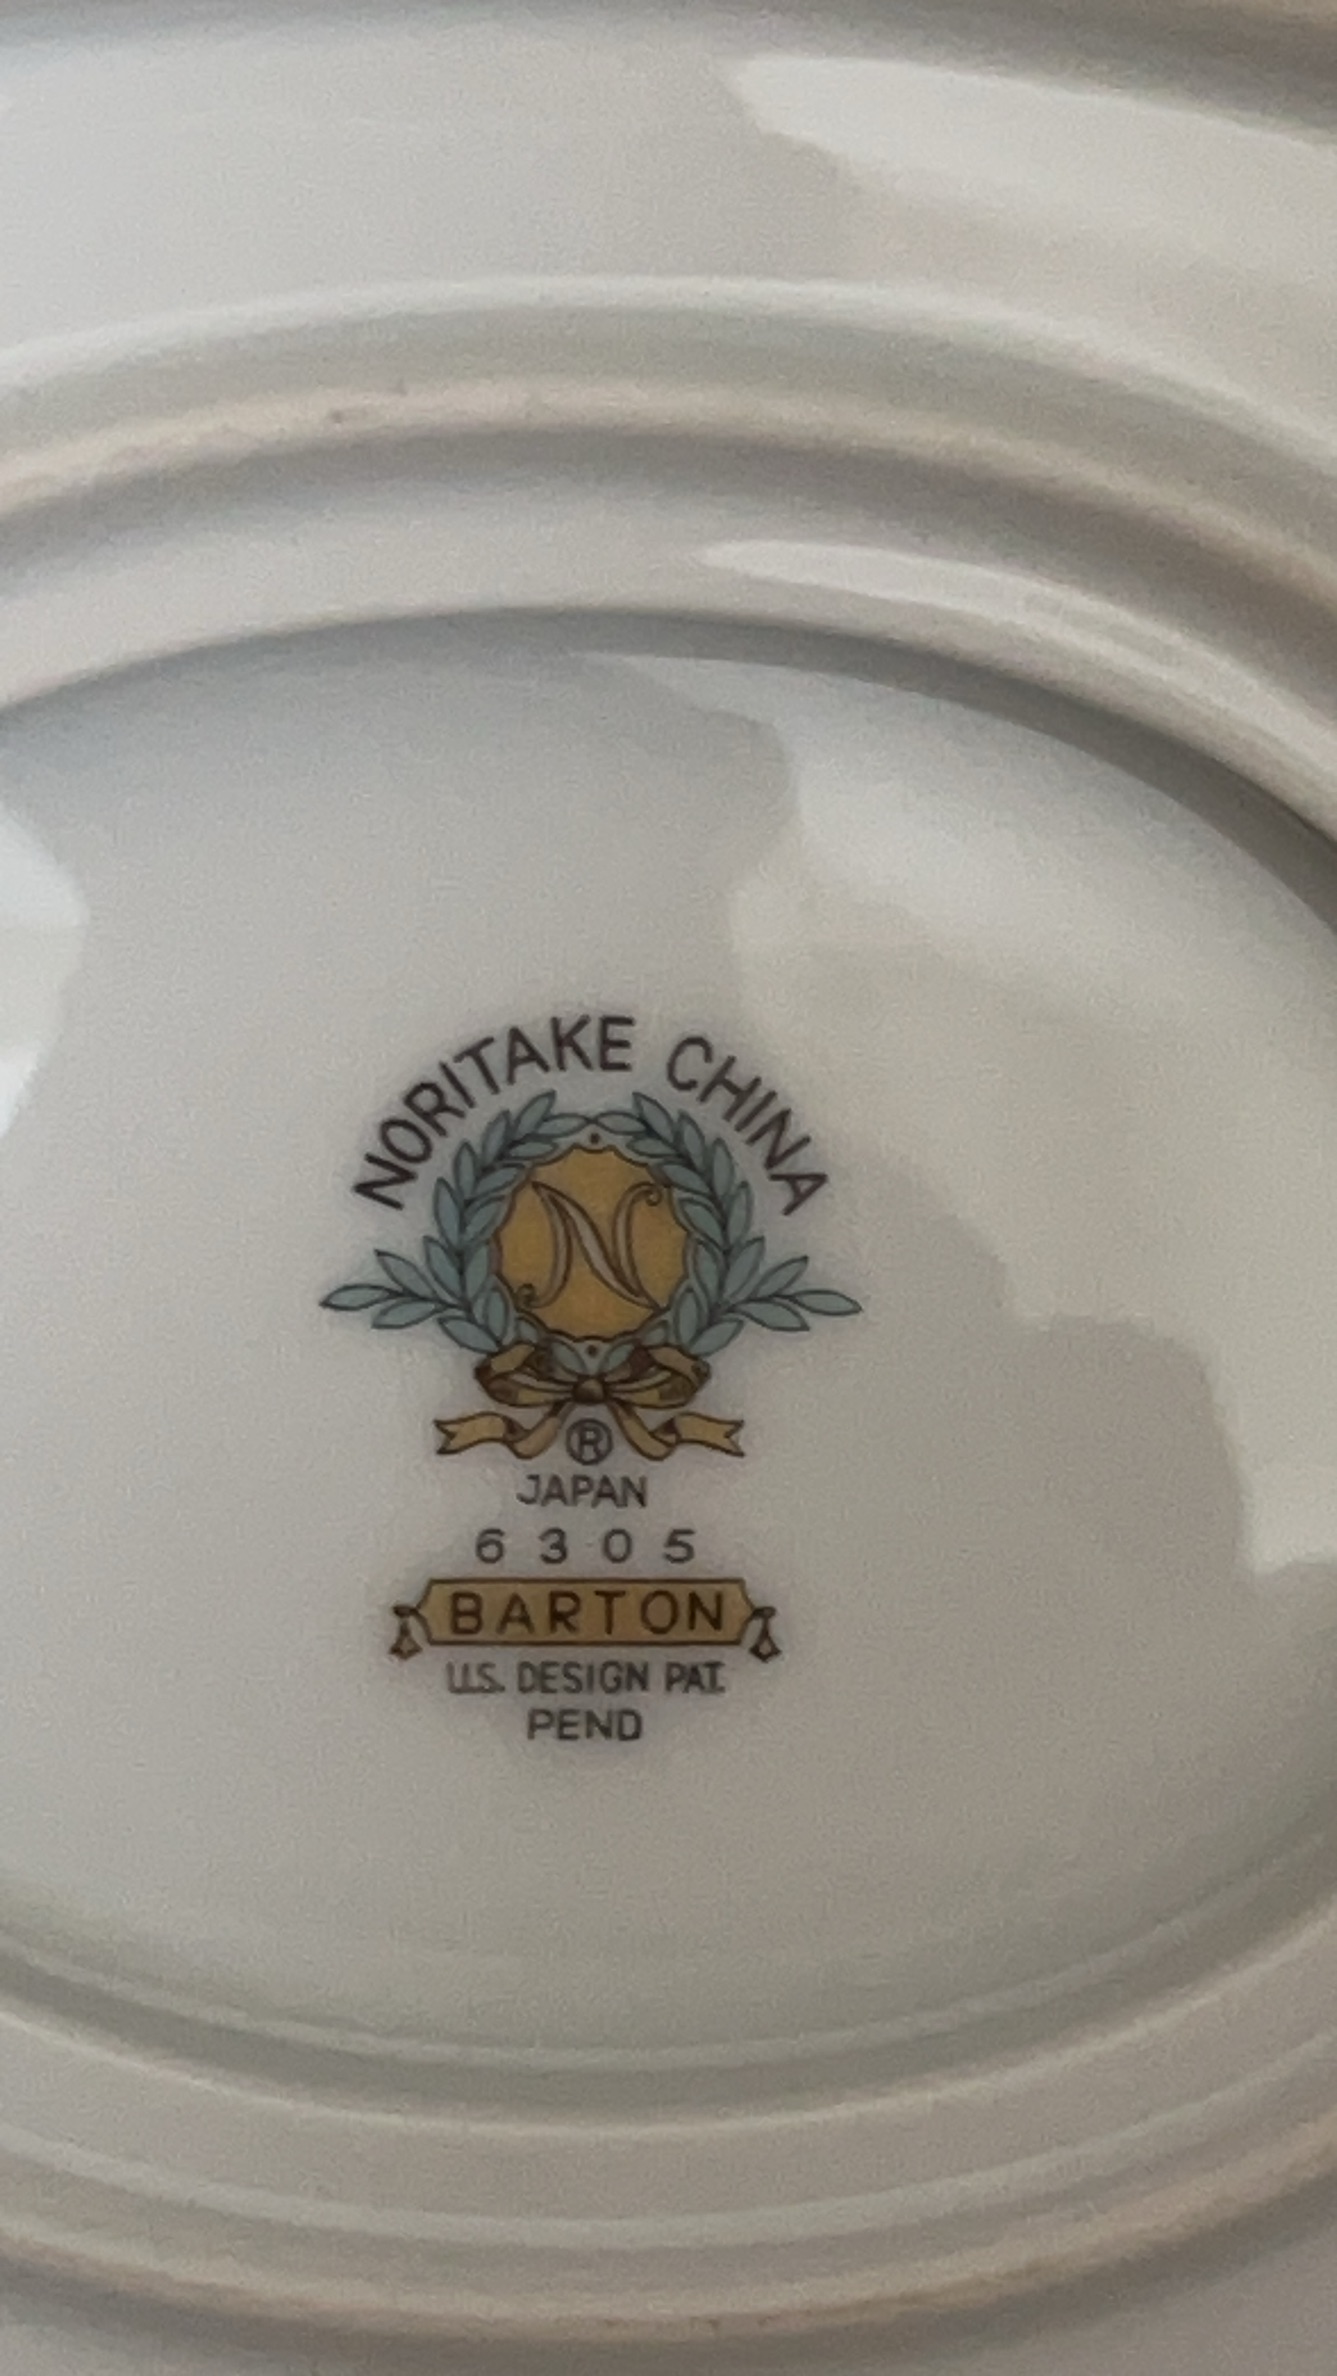 NORITAKE CHINA
N
®
JAPAN
6305
BARTON
U.S. DESIGN PAT.
PEND